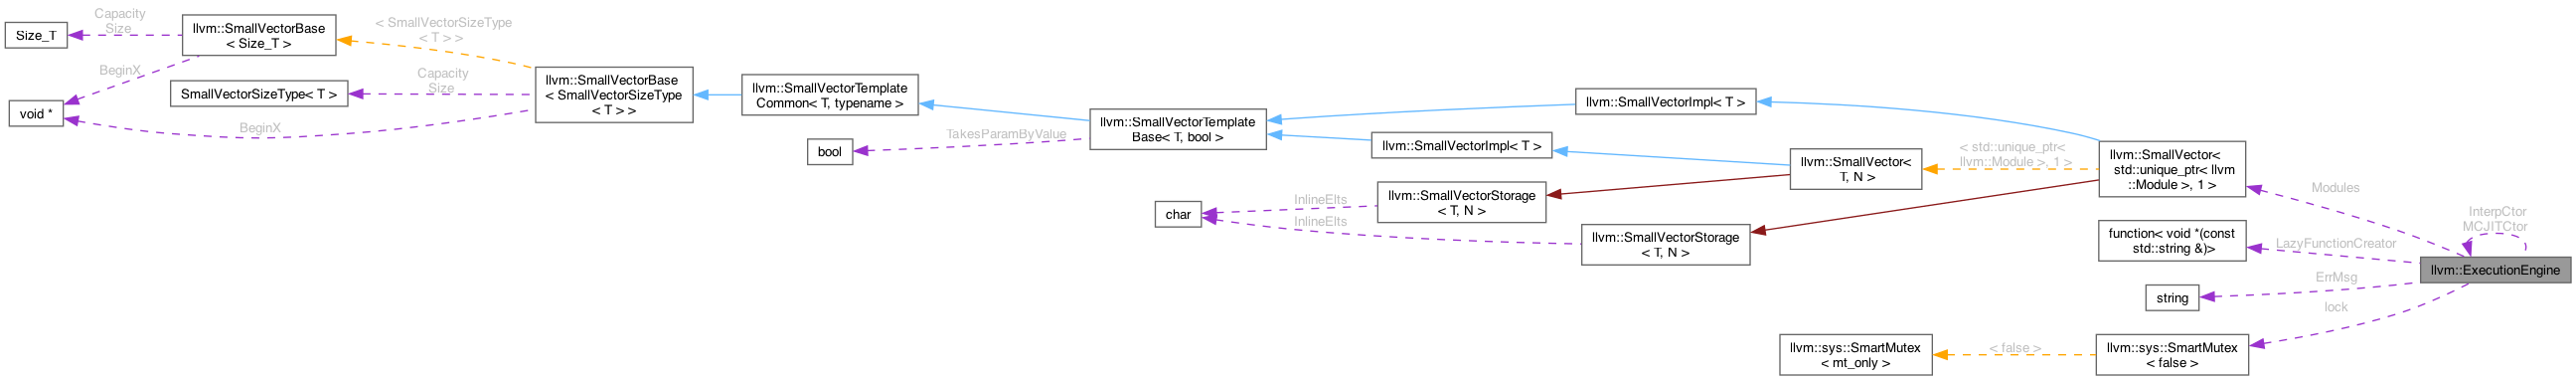 Size_T
Capacity
Size
llvm::SmallVectorBase
< Size_T >
< SmallVectorSizeType
< T > >
BeginX
SmallVectorSizeType< T >
void *
Capacity
Size
BeginX
llvm::SmallVectorBase
< SmallVectorSizeType
< T > >
llvm::SmallVectorTemplate
Common< T, typename >
bool
TakesParamByValue
llvm::SmallVectorTemplate
Base< T, bool >
llvm::SmallVectorImpl< T >
llvm::SmallVectorImpl< T >
char
InlineElts
InlineElts
llvm::SmallVectorStorage
< T, N >
llvm::SmallVectorStorage
< T, N >
llvm::SmallVector<
T, N >
< std::unique_ptr<
llvm::Module >, 1 >
llvm::SmallVector<
std::unique_ptr< llvm
::Module >, 1 >
Modules
function< void *(const
std::string &)>
LazyFunctionCreator
string
ErrMsg
lock
InterpCtor
MCJITCtor
llvm::ExecutionEngine
llvm::sys::SmartMutex
< mt_only >
< false >
llvm::sys::SmartMutex
< false >